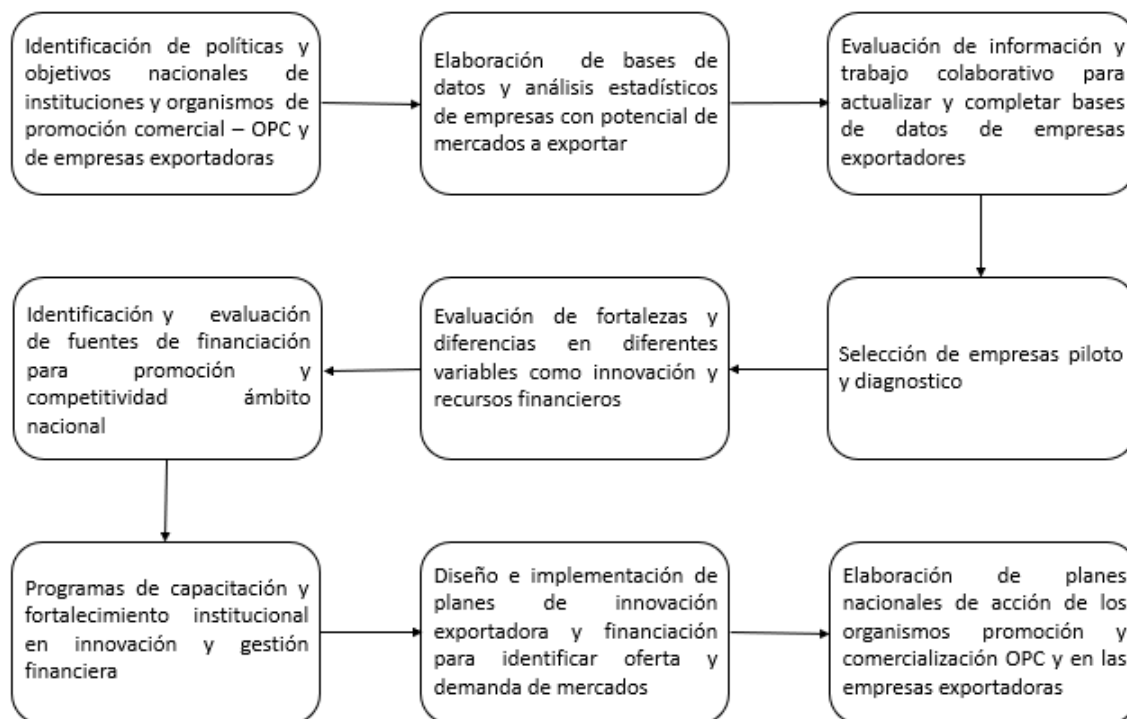 Identificación de políticas y
objetivos nacionales de
instituciones y organismos de
promoción comercial – OPC y
de empresas exportadoras
Elaboración de bases de
datos y análisis estadísticos
de empresas con potencial de
mercados a exportar
Evaluación de información y
trabajo colaborativo para
actualizar y completar bases
de datos de empresas
exportadores
Selección de empresas piloto
y diagnostico
Evaluación de fortalezas y
diferencias en diferentes
variables como innovación y
recursos financieros
Identificación y evaluación
de fuentes de financiación
para promoción y
competitividad ámbito
nacional
Programas de capacitación y
fortalecimiento institucional
en innovación y gestión
financiera
Diseño e implementación de
planes de innovación
exportadora y financiación
para identificar oferta y
demanda de mercados
Elaboración de planes
nacionales de acción de los
organismos promoción y
comercialización OPC y en las
empresas exportadoras